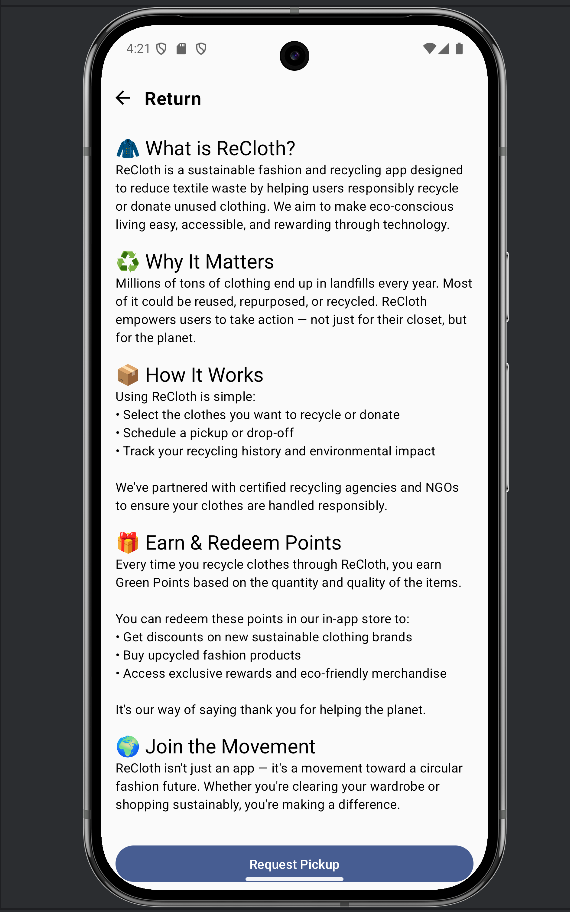 4:21
Return
What is ReCloth?
ReCloth is a sustainable fashion and recycling app designed
to reduce textile waste by helping users responsibly recycle
or donate unused clothing. We aim to make eco-conscious
living easy, accessible, and rewarding through technology.
Why It Matters
Millions of tons of clothing end up in landfills every year. Most
of it could be reused, repurposed, or recycled. ReCloth
empowers users to take action — not just for their closet, but
for the planet.
How It Works
Using ReCloth is simple:
• Select the clothes you want to recycle or donate
• Schedule a pickup or drop-off
• Track your recycling history and environmental impact
We've partnered with certified recycling agencies and NGOs
to ensure your clothes are handled responsibly.
Earn & Redeem Points
Every time you recycle clothes through ReCloth, you earn
Green Points based on the quantity and quality of the items.
You can redeem these points in our in-app store to:
• Get discounts on new sustainable clothing brands
• Buy upcycled fashion products
• Access exclusive rewards and eco-friendly merchandise
It's our way of saying thank you for helping the planet.
Join the Movement
ReCloth isn't just an app — it's a movement toward a circular
fashion future. Whether you're clearing your wardrobe or
shopping sustainably, you're making a difference.
Request Pickup